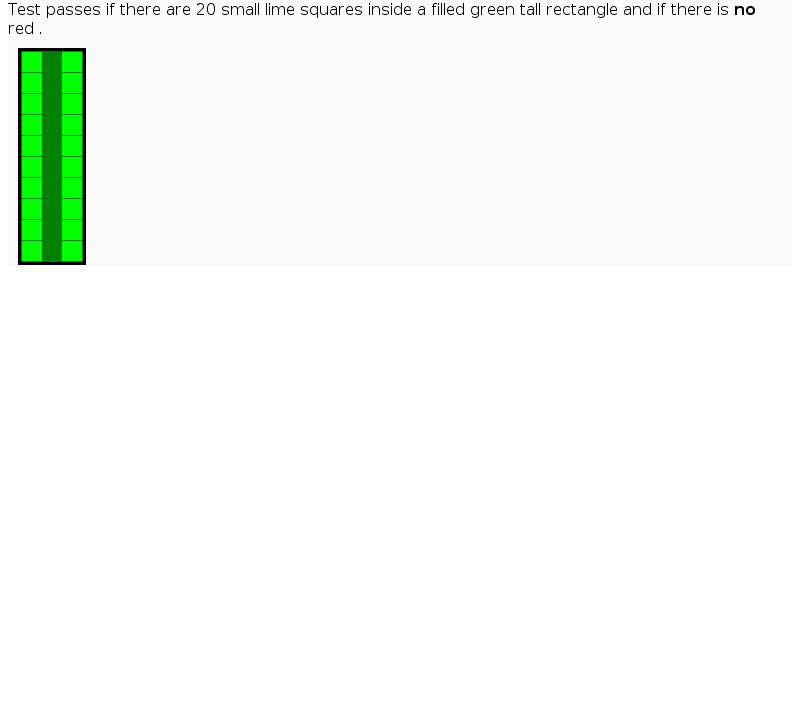 Test passes if there are 20 small lime squares inside a filled green tall rectangle and if there is no
red .